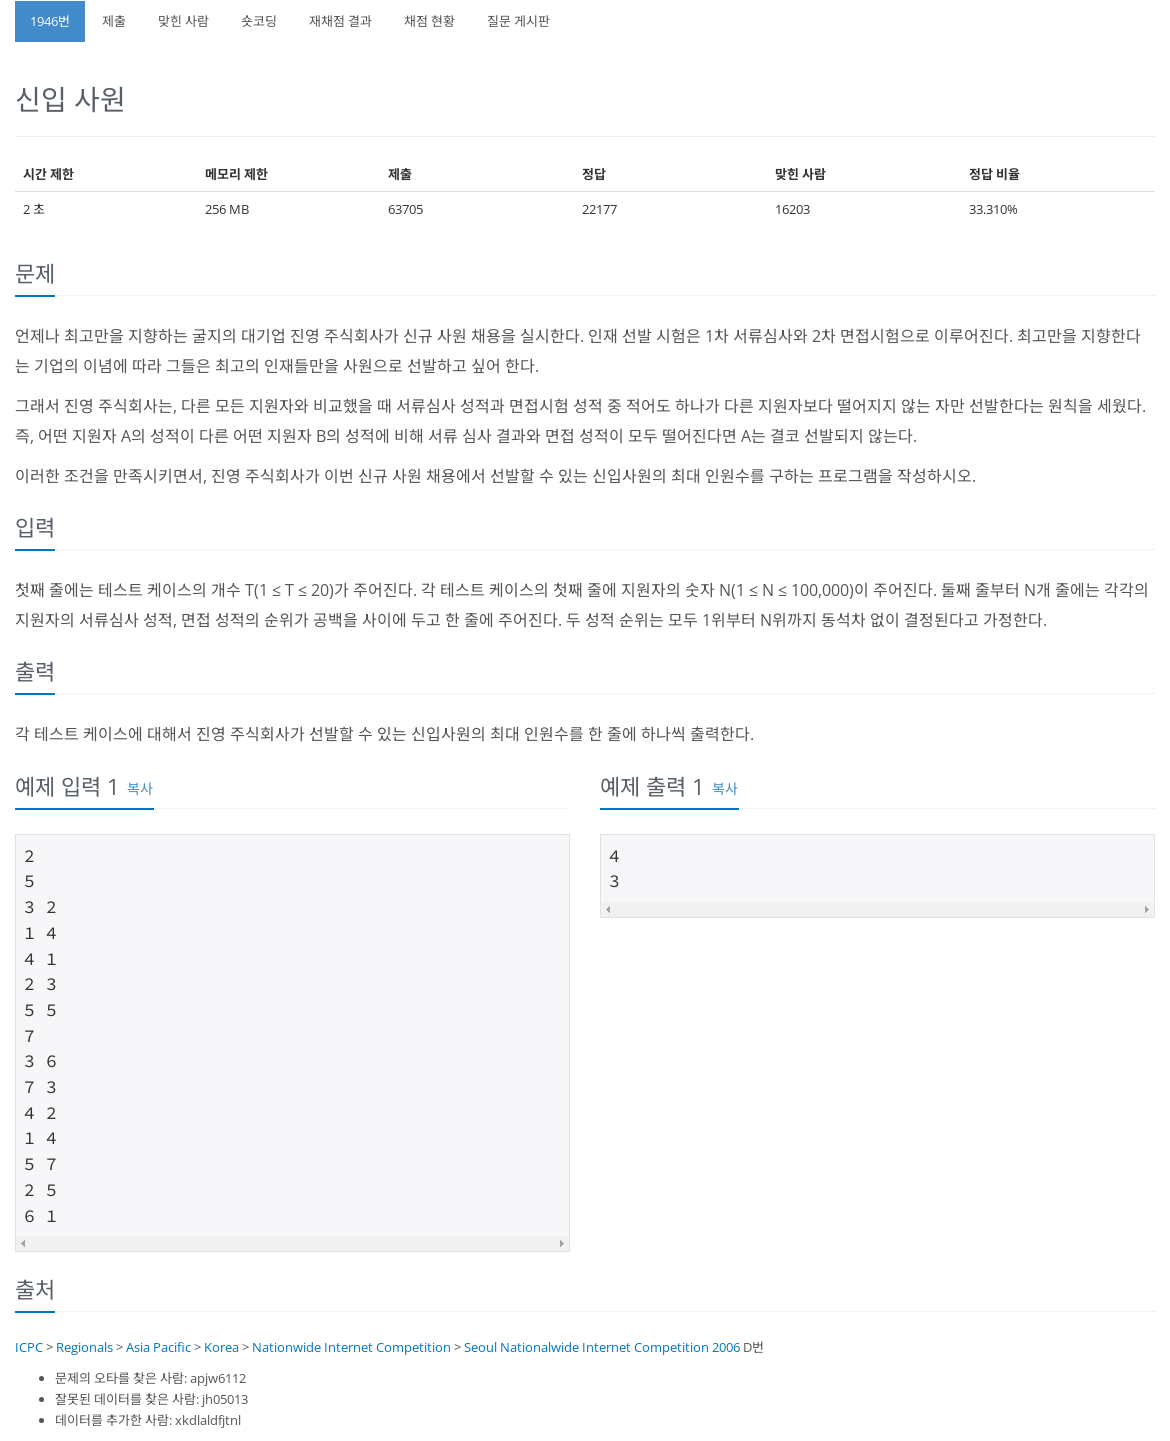 1946번 제출 맞힌 사람 숏코딩 재채점 결과 채점 현황 질문 게시판
신입 사원
시간 제한 메모리 제한 제출 정답 맞힌 사람 정답 비율
2 초 256 MB 63705 22177 16203 33.310%
문제
언제나 최고만을 지향하는 굴지의 대기업 진영 주식회사가 신규 사원 채용을 실시한다. 인재 선발 시험은 1차 서류심사와 2차 면접시험으로 이루어진다. 최고만을 지향한다
는 기업의 이념에 따라 그들은 최고의 인재들만을 사원으로 선발하고 싶어 한다.
그래서 진영 주식회사는, 다른 모든 지원자와 비교했을 때 서류심사 성적과 면접시험 성적 중 적어도 하나가 다른 지원자보다 떨어지지 않는 자만 선발한다는 원칙을 세웠다.
즉, 어떤 지원자 A의 성적이 다른 어떤 지원자 B의 성적에 비해 서류 심사 결과와 면접 성적이 모두 떨어진다면 A는 결코 선발되지 않는다.
이러한 조건을 만족시키면서, 진영 주식회사가 이번 신규 사원 채용에서 선발할 수 있는 신입사원의 최대 인원수를 구하는 프로그램을 작성하시오.
입력
첫째 줄에는 테스트 케이스의 개수 T(1 ≤ T ≤ 20)가 주어진다. 각 테스트 케이스의 첫째 줄에 지원자의 숫자 N(1 ≤ N ≤ 100,000)이 주어진다. 둘째 줄부터 N개 줄에는 각각의
지원자의 서류심사 성적, 면접 성적의 순위가 공백을 사이에 두고 한 줄에 주어진다. 두 성적 순위는 모두 1위부터 N위까지 동석차 없이 결정된다고 가정한다.
출력
각 테스트 케이스에 대해서 진영 주식회사가 선발할 수 있는 신입사원의 최대 인원수를 한 줄에 하나씩 출력한다.
예제 입력 1 복사
2
5
3 2
1 4
4 1
2 3
5 5
7
3 6
7 3
4 2
1 4
5 7
2 5
6 1
예제 출력 1 복사
4
3
출처
ICPC > Regionals > Asia Pacific > Korea > Nationwide Internet Competition > Seoul Nationalwide Internet Competition 2006 D번
문제의 오타를 찾은 사람: apjw6112
잘못된 데이터를 찾은 사람: jh05013
데이터를 추가한 사람: xkdlaldfjtnl